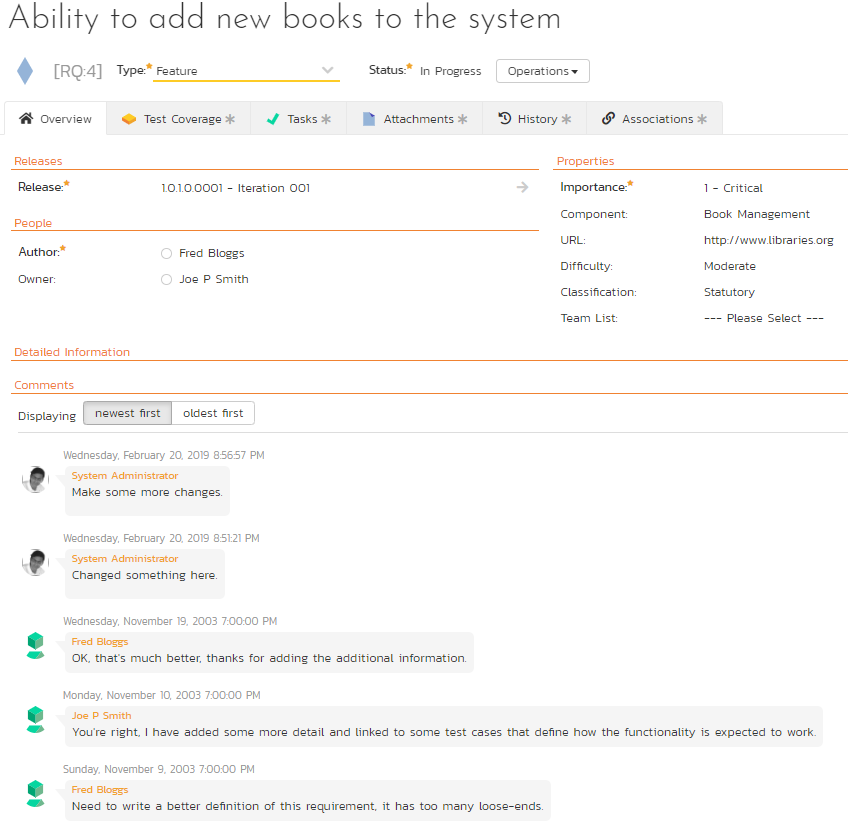 Ability to add new books to the system
[RQ:4] Type:* Feature Status:* In Progress Operations
Overview Test Coverage * Tasks * Attachments * History * Associations *
Releases
Release:* 1.0.1.0.0001 - Iteration 001
People
Author:* Fred Bloggs
Owner: Joe P Smith
Properties
Importance:* 1 - Critical
Component: Book Management
URL: http://www.libraries.org
Difficulty: Moderate
Classification: Statutory
Team List: --- Please Select ---
Detailed Information
Comments
Displaying newest first oldest first
Wednesday, February 20, 2019 8:56:57 PM
System Administrator
Make some more changes.
Wednesday, February 20, 2019 8:51:21 PM
System Administrator
Changed something here.
Wednesday, November 19, 2003 7:00:00 PM
Fred Bloggs
OK, that's much better, thanks for adding the additional information.
Monday, November 10, 2003 7:00:00 PM
Joe P Smith
You're right, I have added some more detail and linked to some test cases that define how the functionality is expected to work.
Sunday, November 9, 2003 7:00:00 PM
Fred Bloggs
Need to write a better definition of this requirement, it has too many loose-ends.